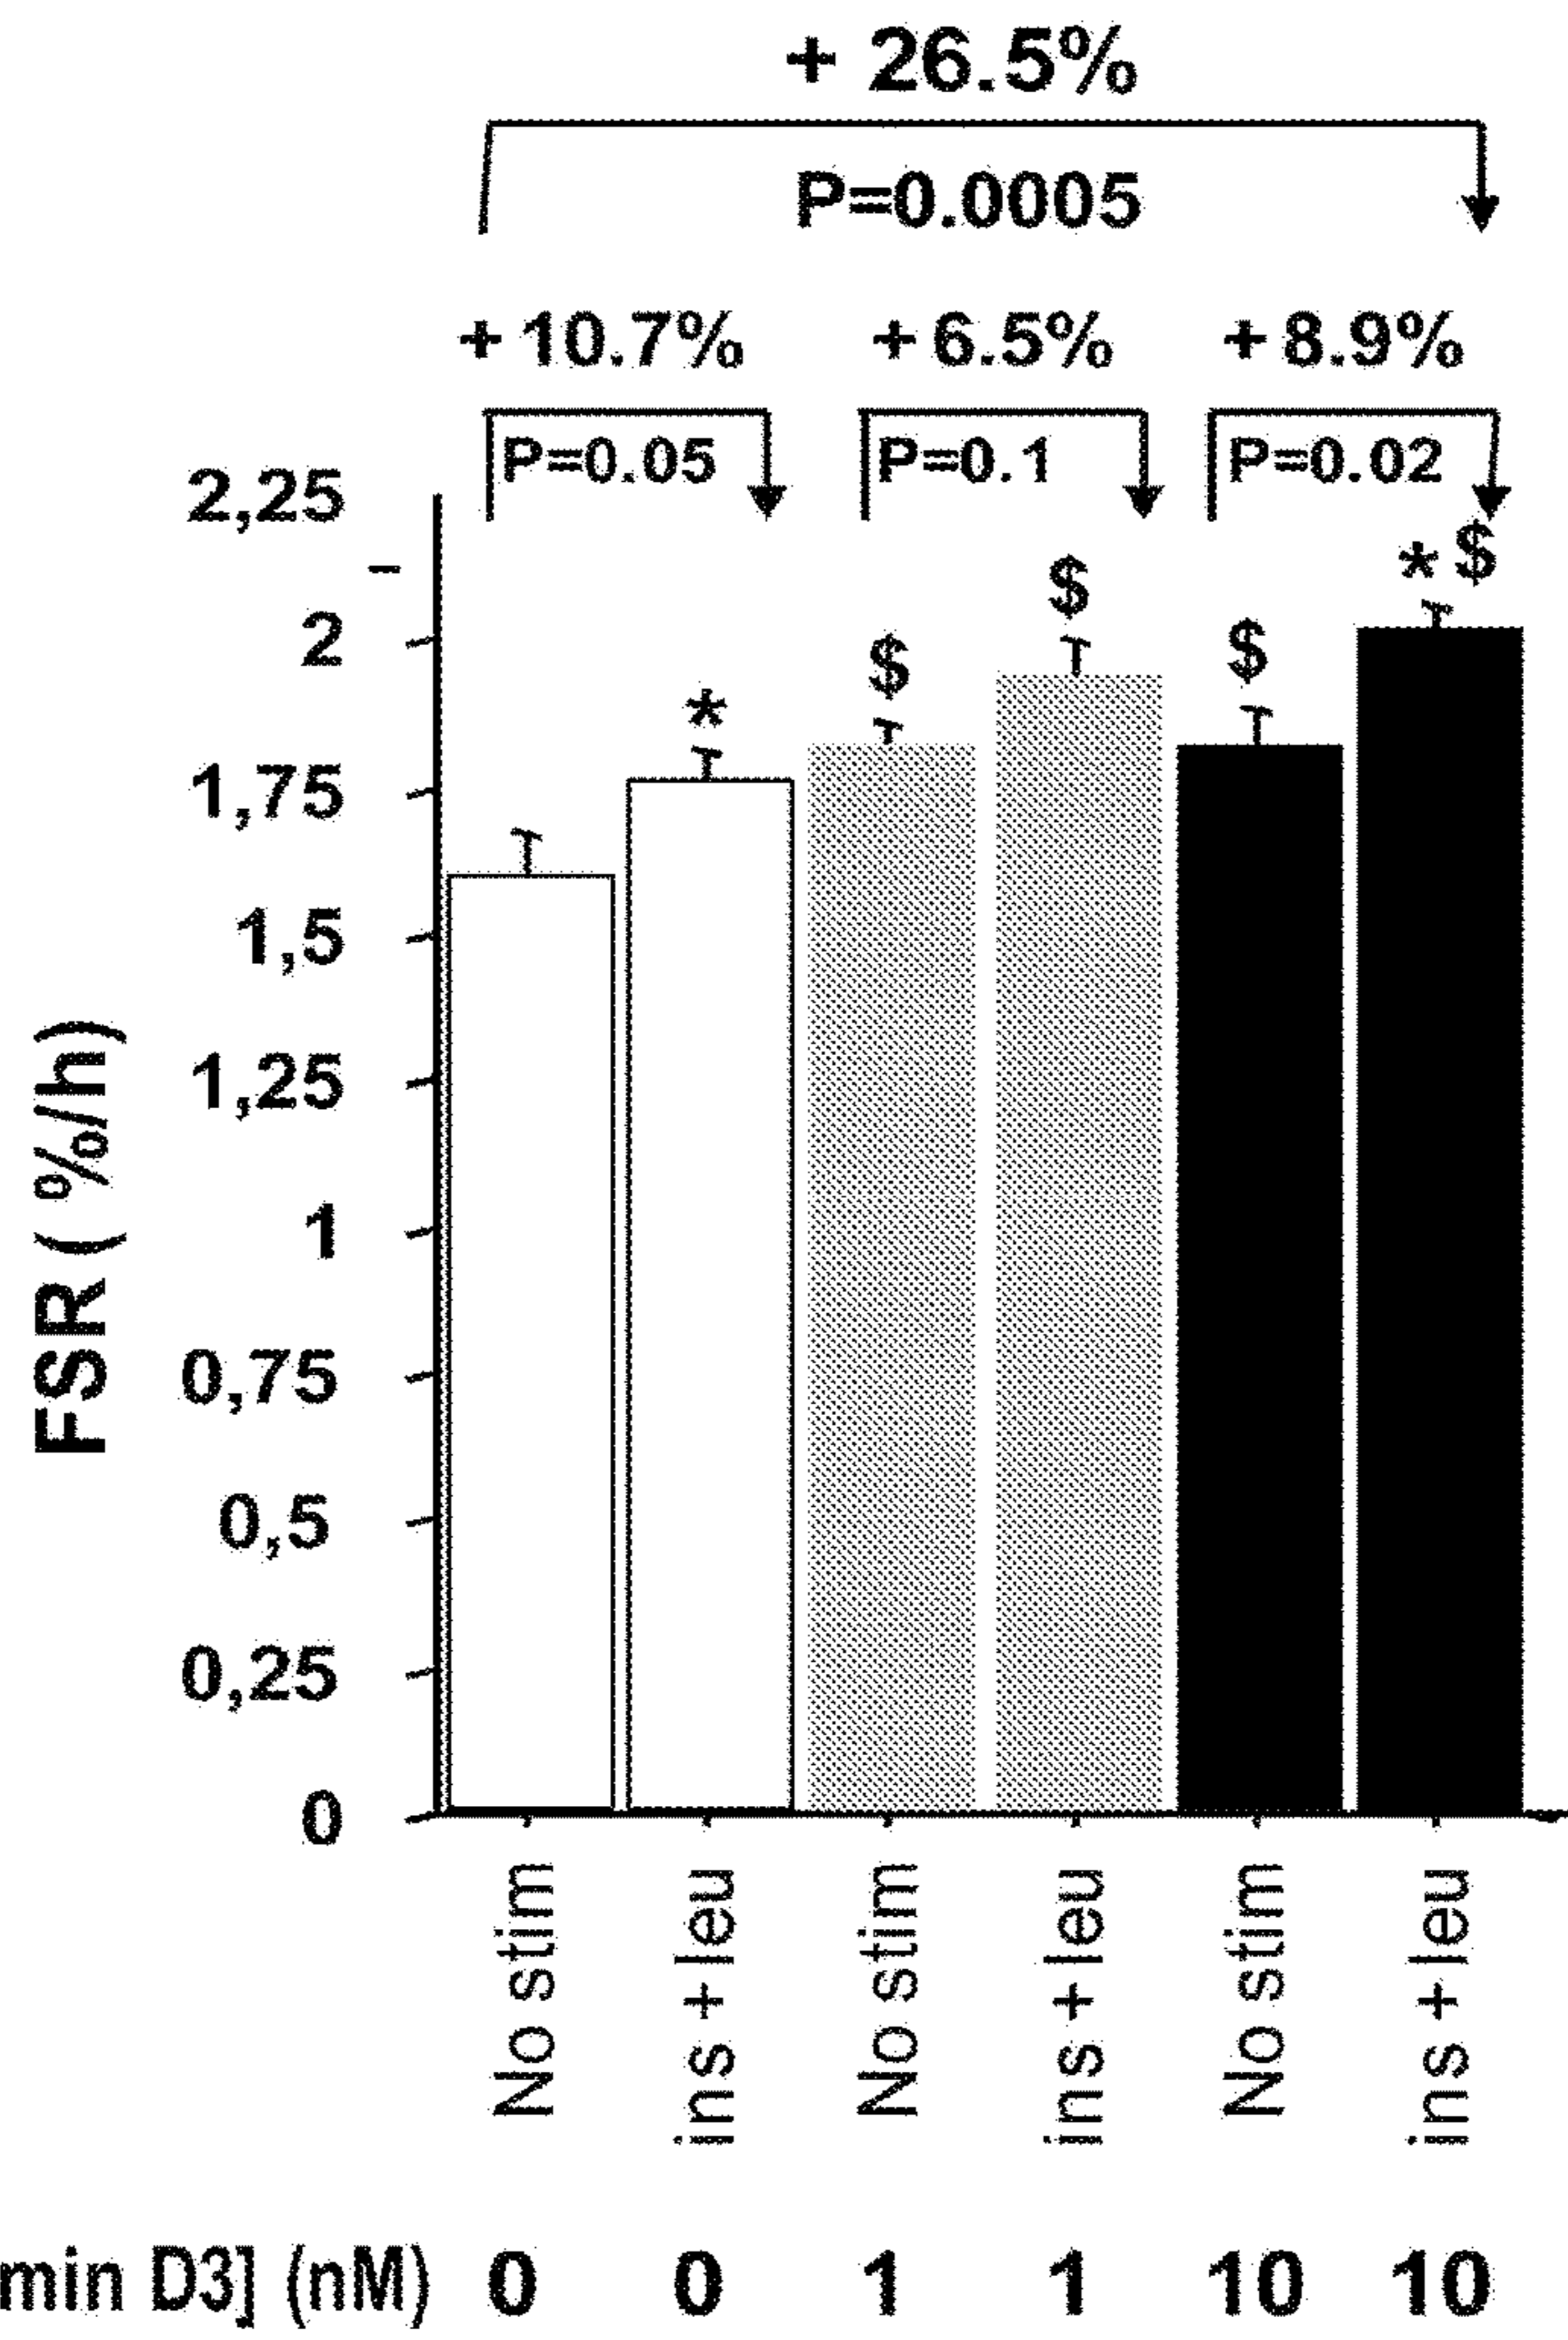 + 26.5%
P=0.0005
+ 10.7% + 6.5% + 8.9%
P=0.05 P=0.1 P=0.02
2,25
* $
$
2
$ $
*
1,75
1,5
1,25
1
0,75
0,5
0,25
0
FSR ( %/h)
No stim
ins + leu
No stim
ins + leu
No stim
ins + leu
min D3] (nM) 0 0 1 1 10 10